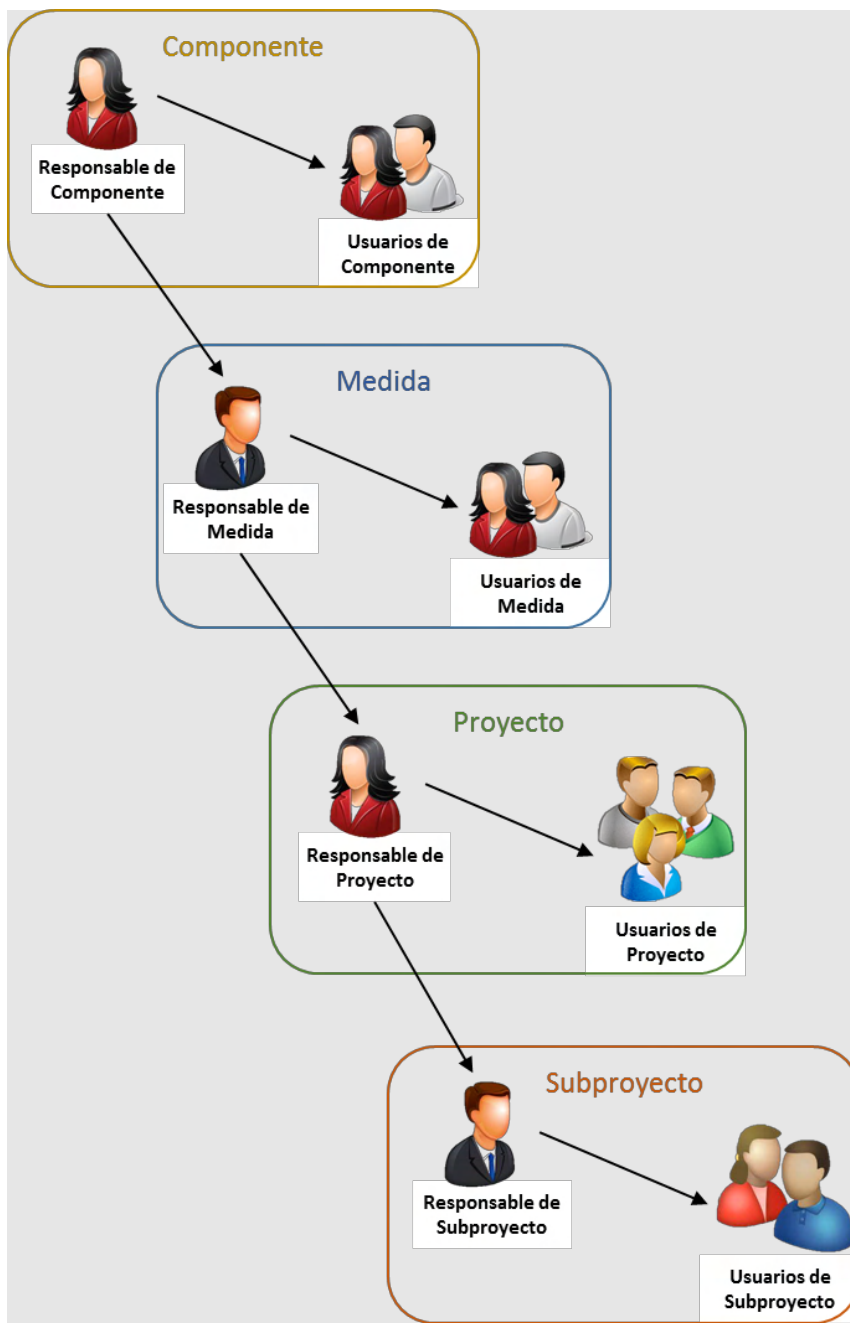 Componente
Responsable de
Componente
Usuarios de
Componente
Medida
Responsable de
Medida
Usuarios de
Medida
Proyecto
Responsable de
Proyecto
Usuarios de
Proyecto
Subproyecto
Responsable de
Subproyecto
Usuarios de
Subproyecto